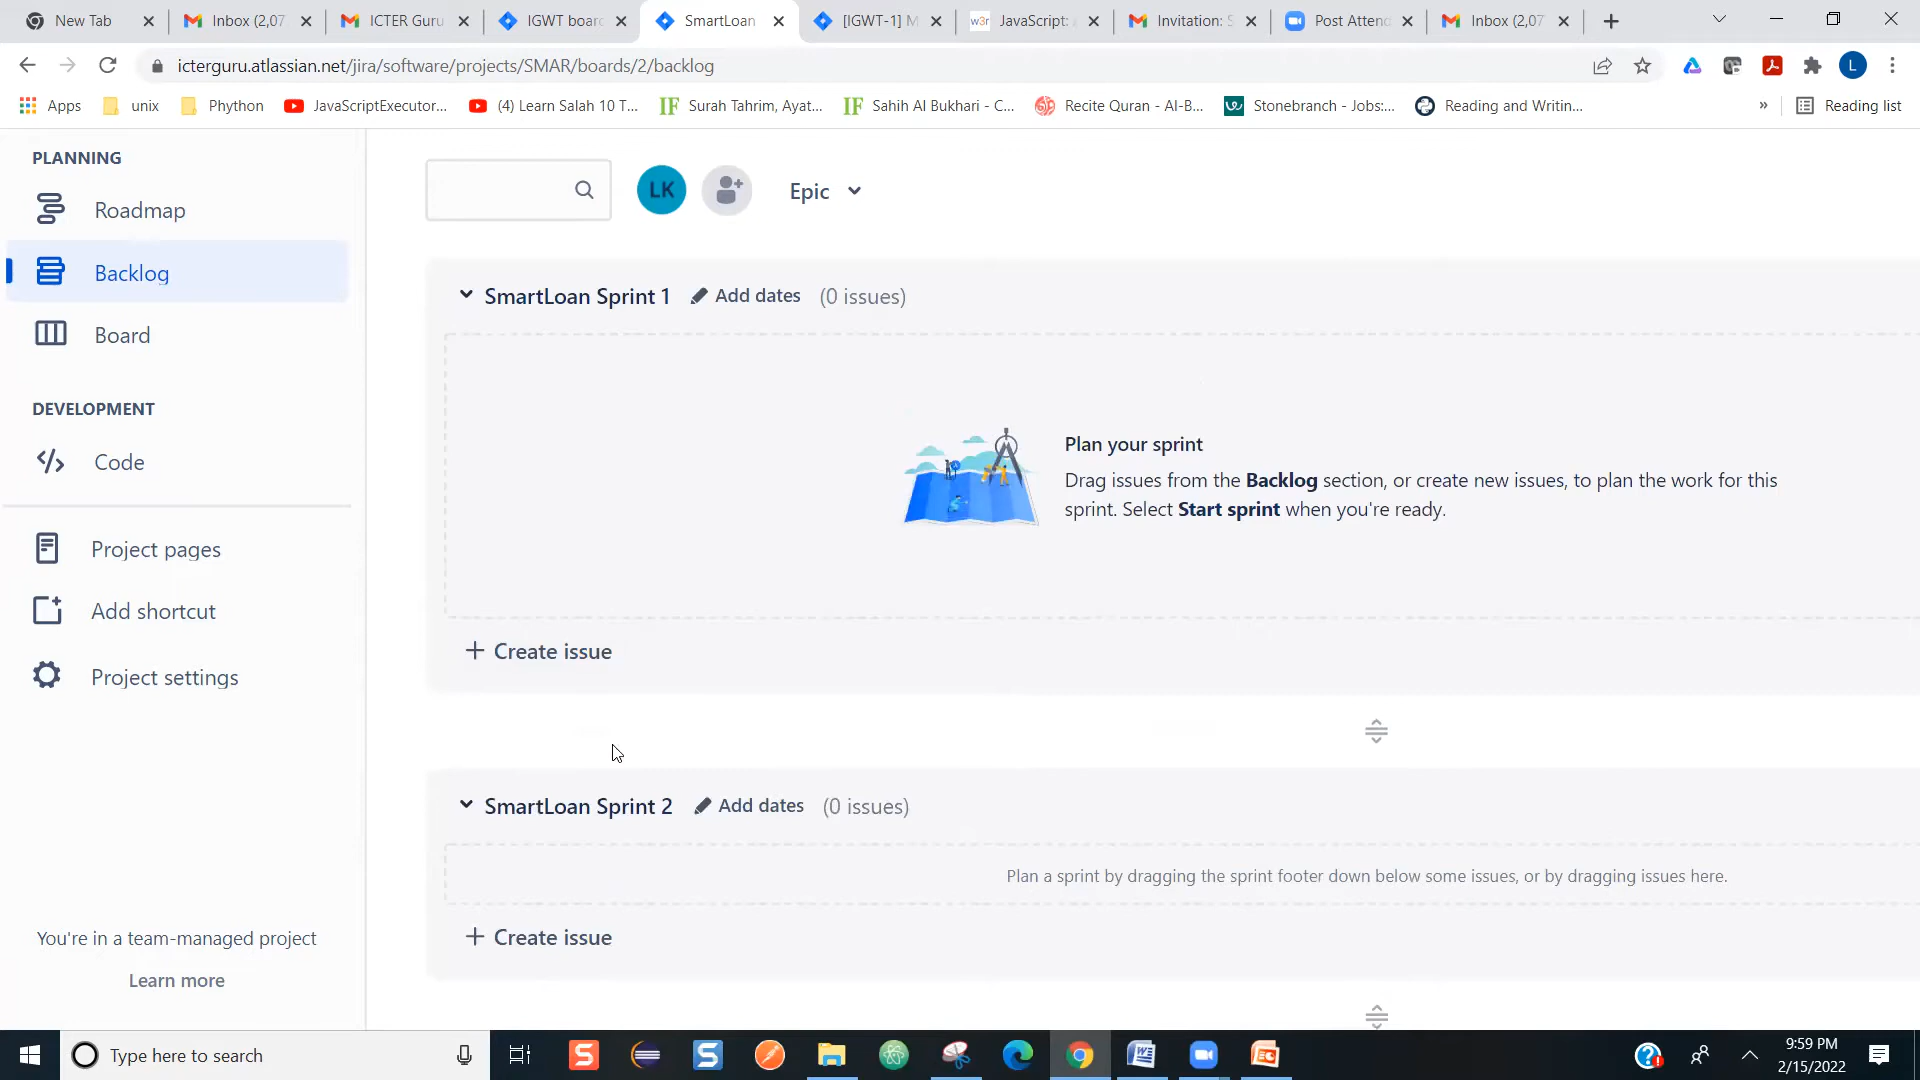 New Tab
Inbox (2,07
ICTER Guru
IGWT boar
SmartLoan
[IGWT-1] M
w3r JavaScript:
Invitation: S
Post Attend
Inbox (2,07
icterguru.atlassian.net/jira/software/projects/SMAR/boards/2/backlog
L
Apps
unix
Phython
JavaScriptExecutor...
(4) Learn Salah 10 T...
IF Surah Tahrim, Ayat...
IF Sahih Al Bukhari - C...
Recite Quran - Al-B...
Stonebranch - Jobs:...
Reading and Writin...
»
Reading list
PLANNING
Roadmap
Backlog
Board
DEVELOPMENT
Code
Project pages
Add shortcut
Project settings
You're in a team-managed project
Learn more
LK
Epic
SmartLoan Sprint 1 Add dates (0 issues)
Plan your sprint
Drag issues from the Backlog section, or create new issues, to plan the work for this
sprint. Select Start sprint when you're ready.
+ Create issue
SmartLoan Sprint 2 Add dates (0 issues)
Plan a sprint by dragging the sprint footer down below some issues, or by dragging issues here.
+ Create issue
Type here to search
9:59 PM
2/15/2022